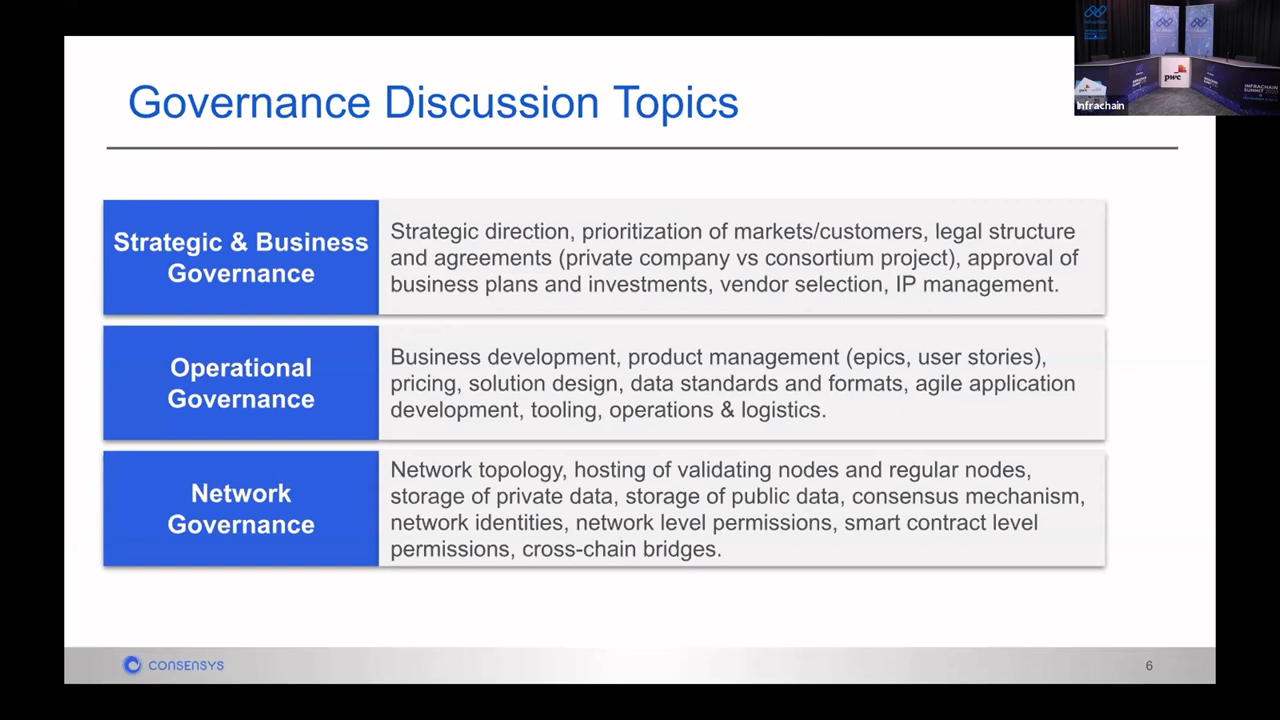 Governance Discussion Topics
Strategic & Business
Governance
Strategic direction, prioritization of markets/customers, legal structure
and agreements (private company vs consortium project), approval of
business plans and investments, vendor selection, IP management.
Operational
Governance
Business development, product management (epics, user stories),
pricing, solution design, data standards and formats, agile application
development, tooling, operations & logistics.
Network
Governance
Network topology, hosting of validating nodes and regular nodes,
storage of private data, storage of public data, consensus mechanism,
network identities, network level permissions, smart contract level
permissions, cross-chain bridges.
CONSENSYS
6
pwc
INFRACHAIN
SUMMIT
Infrachain